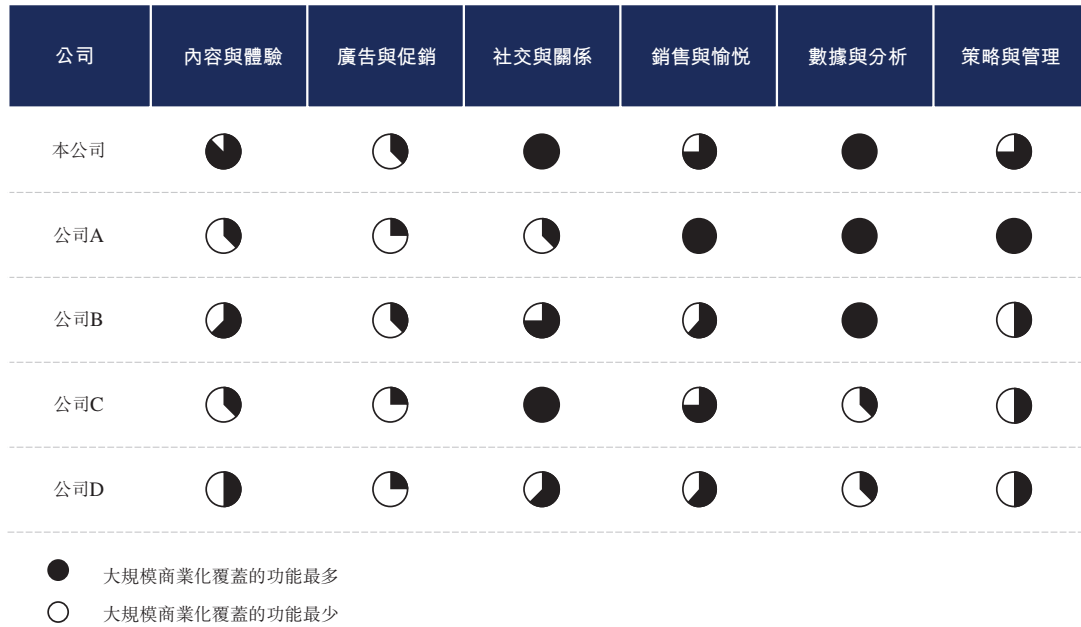 公司 內容與體驗 廣告與促銷 社交與關係 銷售與愉悅 數據與分析 策略與管理
本公司
公司A
公司B
公司C
公司D
大規模商業化覆蓋的功能最多
大規模商業化覆蓋的功能最少